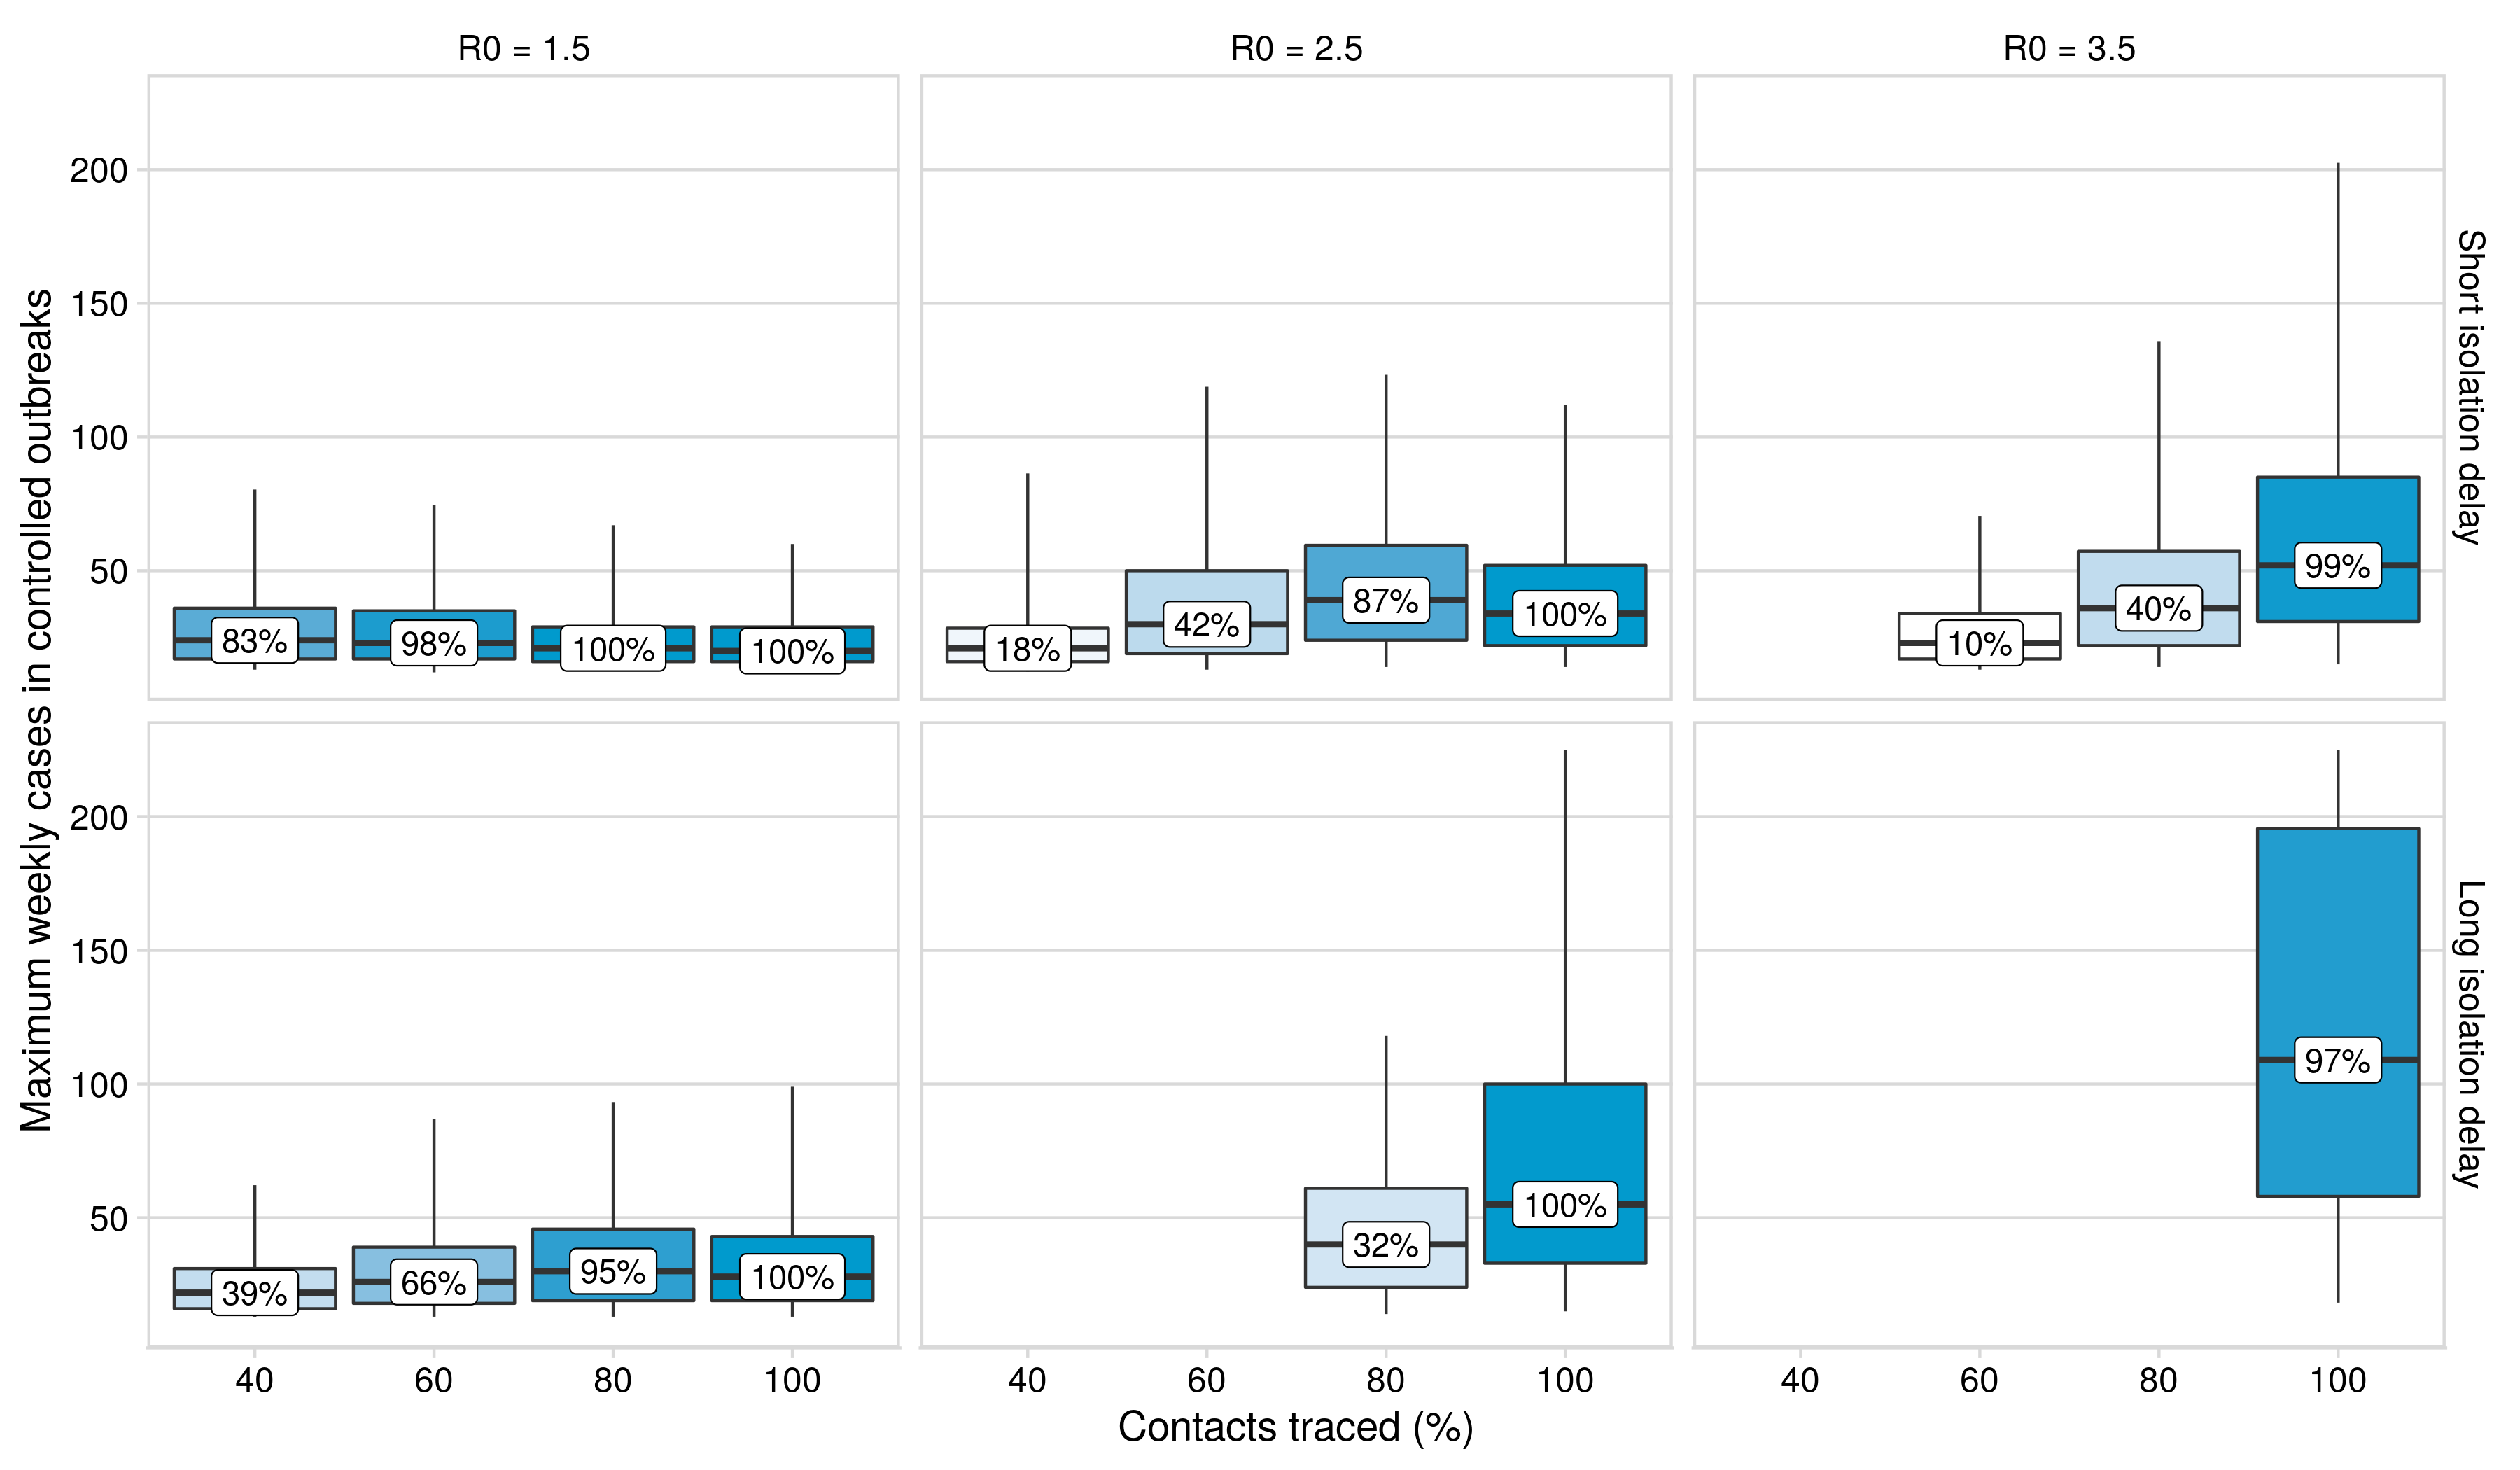 R0 = 1.5
R0 = 2.5
R0 = 3.5
Maximum weekly cases in controlled outbreaks
200
150
100
50
83%
98%
100%
100%
18%
42%
87%
100%
10%
40%
99%
Short isolation delay
200
150
100
50
39%
66%
95%
100%
32%
100%
97%
Long isolation delay
40 60 80 100
40 60 80 100
40 60 80 100
Contacts traced (%)